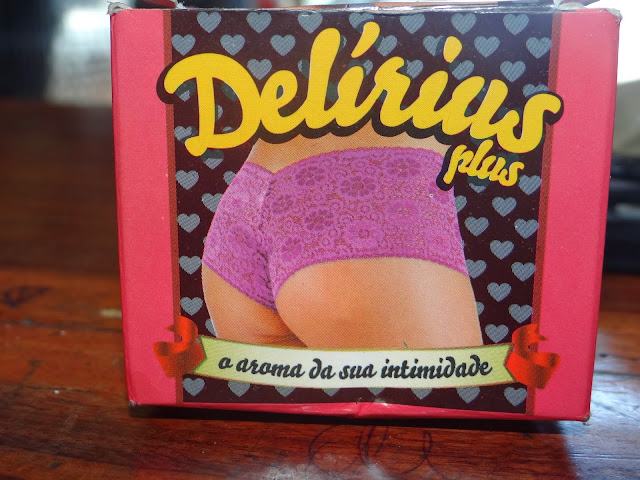 Delírius
plus
o aroma da sua intimidade